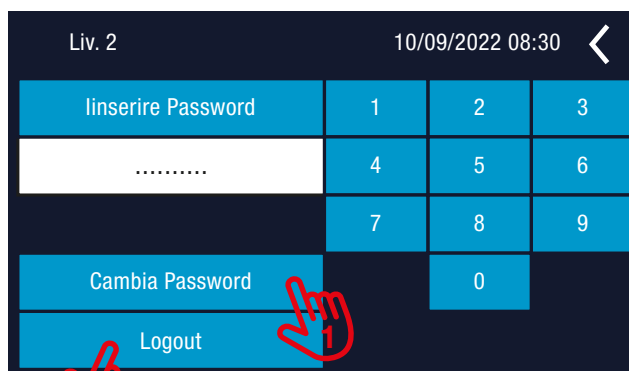 Liv. 2 10/09/2022 08:30
Iinserire Password 1 2 3
.......... 4 5 6
7 8 9
Cambia Password 0
1
Logout